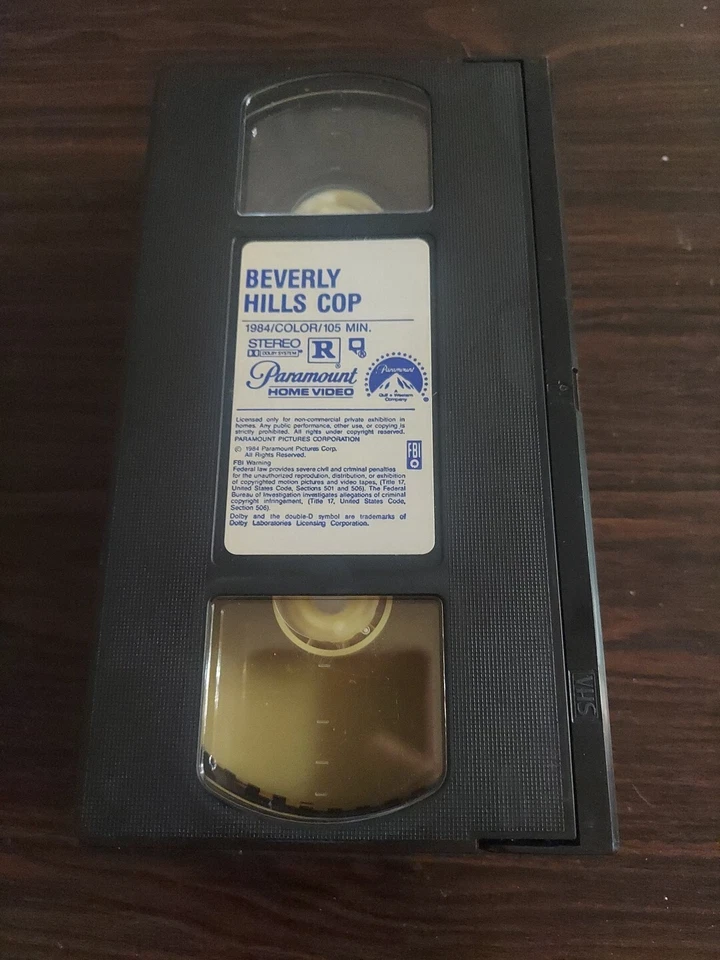 BEVERLY
HILLS COP
1984/COLOR/105 MIN.
STEREO
DOLBY SYSTEM
R
Paramount
HOME VIDEO
Paramount
A
Gulf + Western
Company
Licensed only for non-commercial private exhibition in
homes. Any public performance, other use, or copying is
strictly prohibited. All rights under copyright reserved.
PARAMOUNT PICTURES CORPORATION
© 1984 Paramount Pictures Corp.
All Rights Reserved.
FBI
FBI Warning
Federal law provides severe civil and criminal penalties
for the unauthorized reproduction, distribution, or exhibition
of copyrighted motion pictures and video tapes, (Title 17,
United States Code, Sections 501 and 506). The Federal
Bureau of Investigation investigates allegations of criminal
copyright infringement, (Title 17, United States Code,
Section 506).
Dolby and the double-D symbol are trademarks of
Dolby Laboratories Licensing Corporation.
VHS